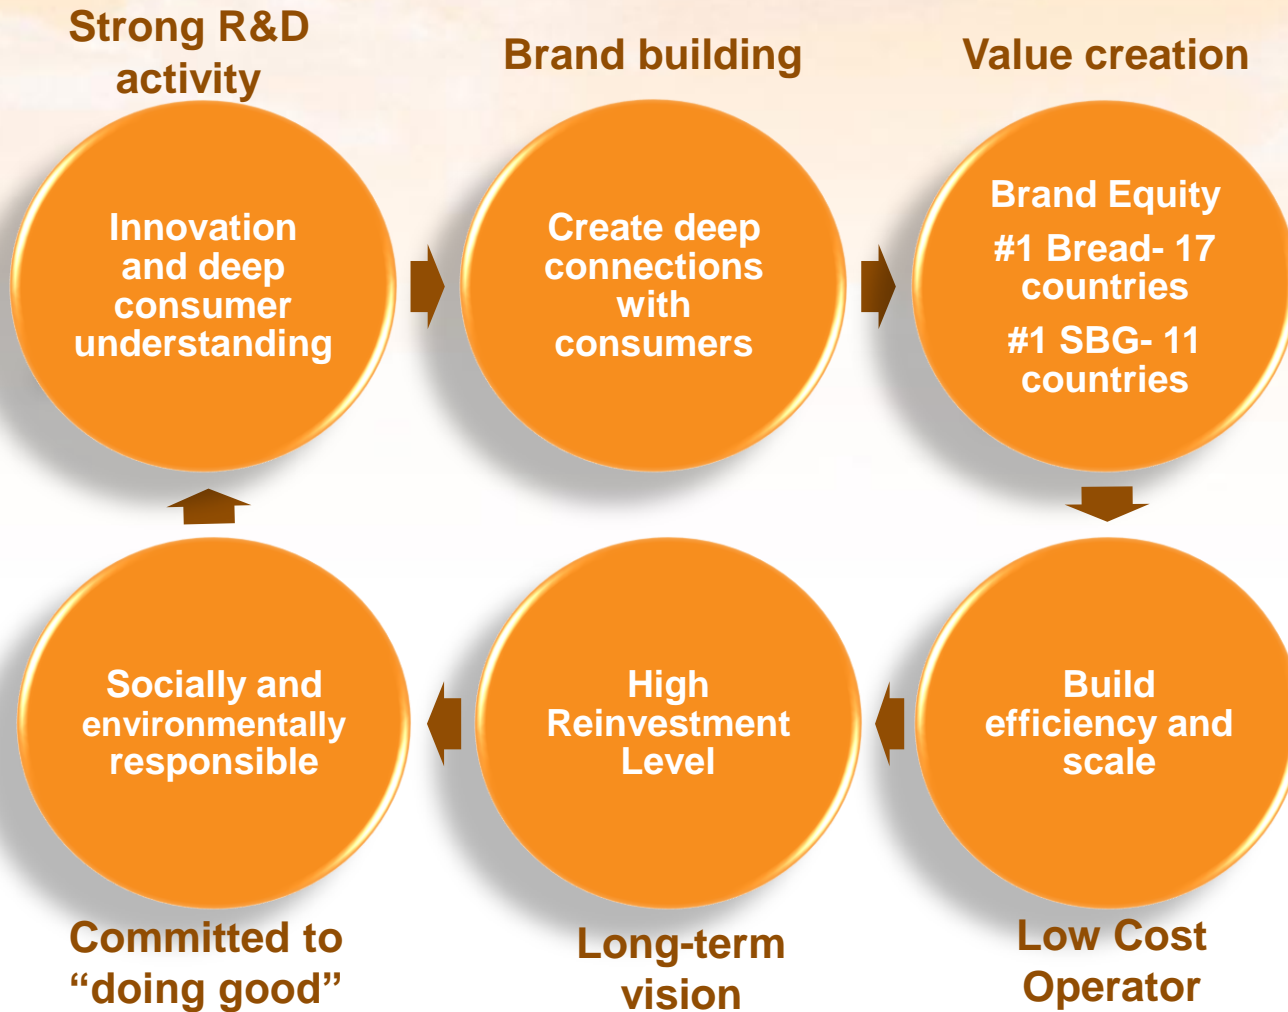 Strong R&D
activity
Brand building
Value creation
Innovation
and deep
consumer
understanding
Create deep
connections
with
consumers
Brand Equity
#1 Bread- 17
countries
#1 SBG- 11
countries
Socially and
environmentally
responsible
High
Reinvestment
Level
Build
efficiency and
scale
Committed to
“doing good”
Long-term
vision
Low Cost
Operator